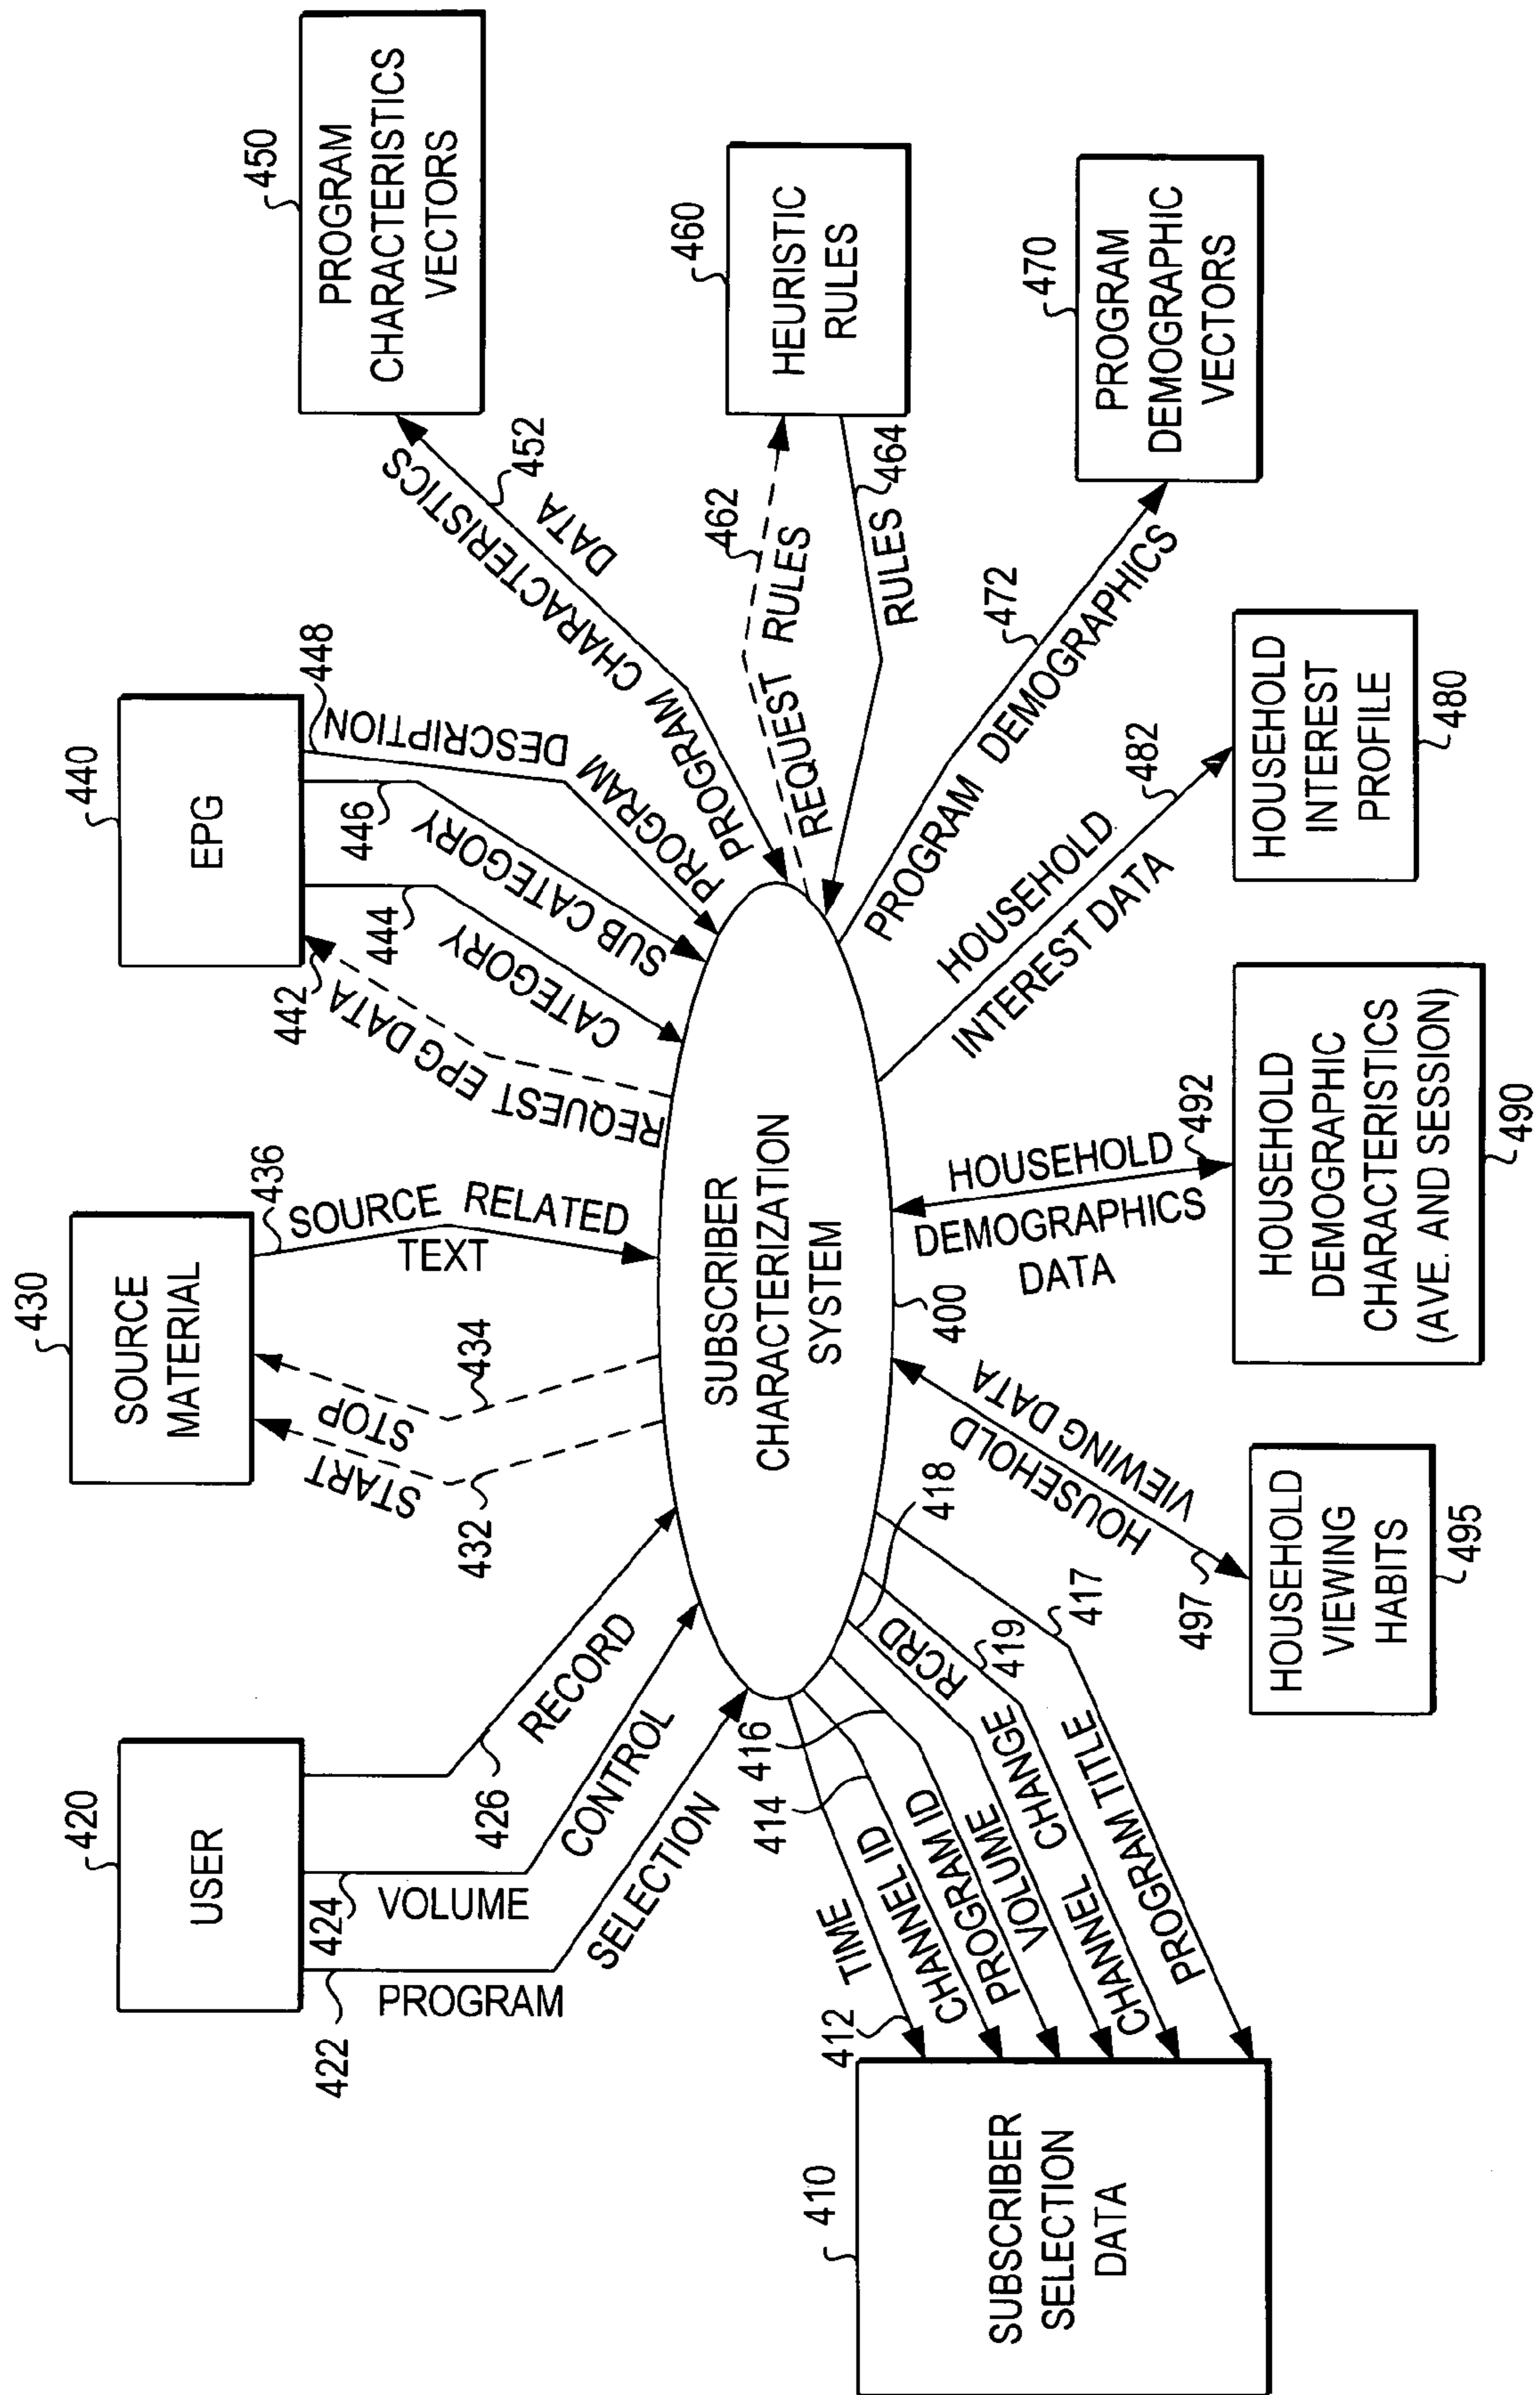 420
USER
422
PROGRAM
SELECTION
424
VOLUME
CONTROL
426
RECORD
430
SOURCE
MATERIAL
START
432
STOP
434
436
SOURCE RELATED
TEXT
440
EPG
442
REQUEST EPG DATA
444
CATEGORY
446
SUB CATEGORY
448
PROGRAM DESCRIPTION
450
PROGRAM
CHARACTERISTICS
VECTORS
PROGRAM CHARACTERISTICS
DATA
452
460
HEURISTIC
RULES
462
REQUEST RULES
RULES
464
470
PROGRAM
DEMOGRAPHIC
VECTORS
PROGRAM DEMOGRAPHICS
472
SUBSCRIBER
CHARACTERIZATION
SYSTEM
400
410
SUBSCRIBER
SELECTION
DATA
412
TIME
414
CHANNEL ID
416
PROGRAM ID
418
VOLUME
CHANGE
RCRD
419
CHANNEL
417
PROGRAM TITLE
HOUSEHOLD
VIEWING DATA
497
HOUSEHOLD
VIEWING
HABITS
495
HOUSEHOLD
DEMOGRAPHICS
DATA
492
HOUSEHOLD
DEMOGRAPHIC
CHARACTERISTICS
(AVE. AND SESSION)
490
HOUSEHOLD
INTEREST DATA
482
HOUSEHOLD
INTEREST
PROFILE
480